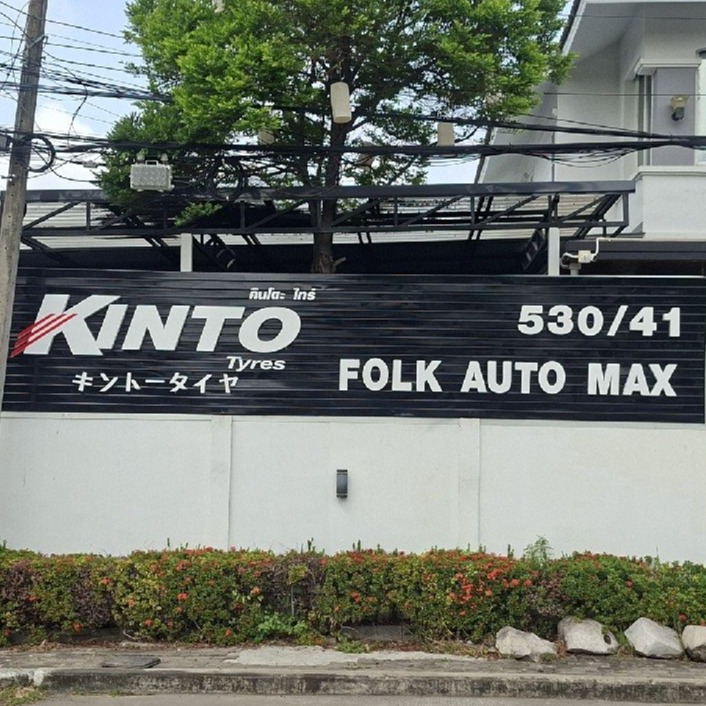 คินโตะ ไทร์
KINTO
Tyres
キントータイヤ
530/41
FOLK AUTO MAX